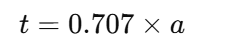 t = 0.707 × a